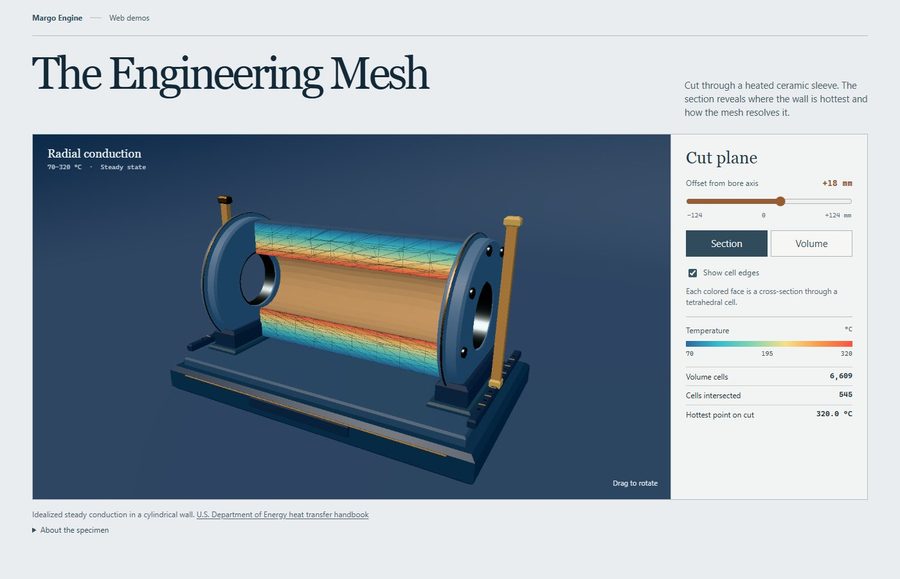 Margo Engine — Web demos
The Engineering Mesh
Cut through a heated ceramic sleeve. The
section reveals where the wall is hottest and
how the mesh resolves it.
Radial conduction
70–320 °C · Steady state
Drag to rotate
Cut plane
Offset from bore axis +18 mm
−124 0 +124 mm
Section Volume
Show cell edges
Each colored face is a cross-section through a
tetrahedral cell.
Temperature °C
70 195 320
Volume cells 6,609
Cells intersected 545
Hottest point on cut 320.0 °C
Idealized steady conduction in a cylindrical wall. U.S. Department of Energy heat transfer handbook
About the specimen